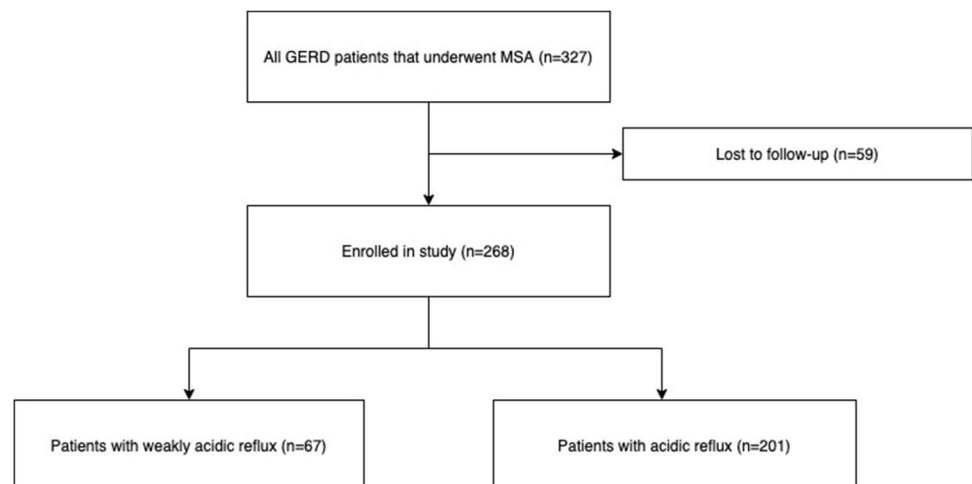 All GERD patients that underwent MSA (n=327)
Lost to follow-up (n=59)
Enrolled in study (n=268)
Patients with weakly acidic reflux (n=67)
Patients with acidic reflux (n=201)